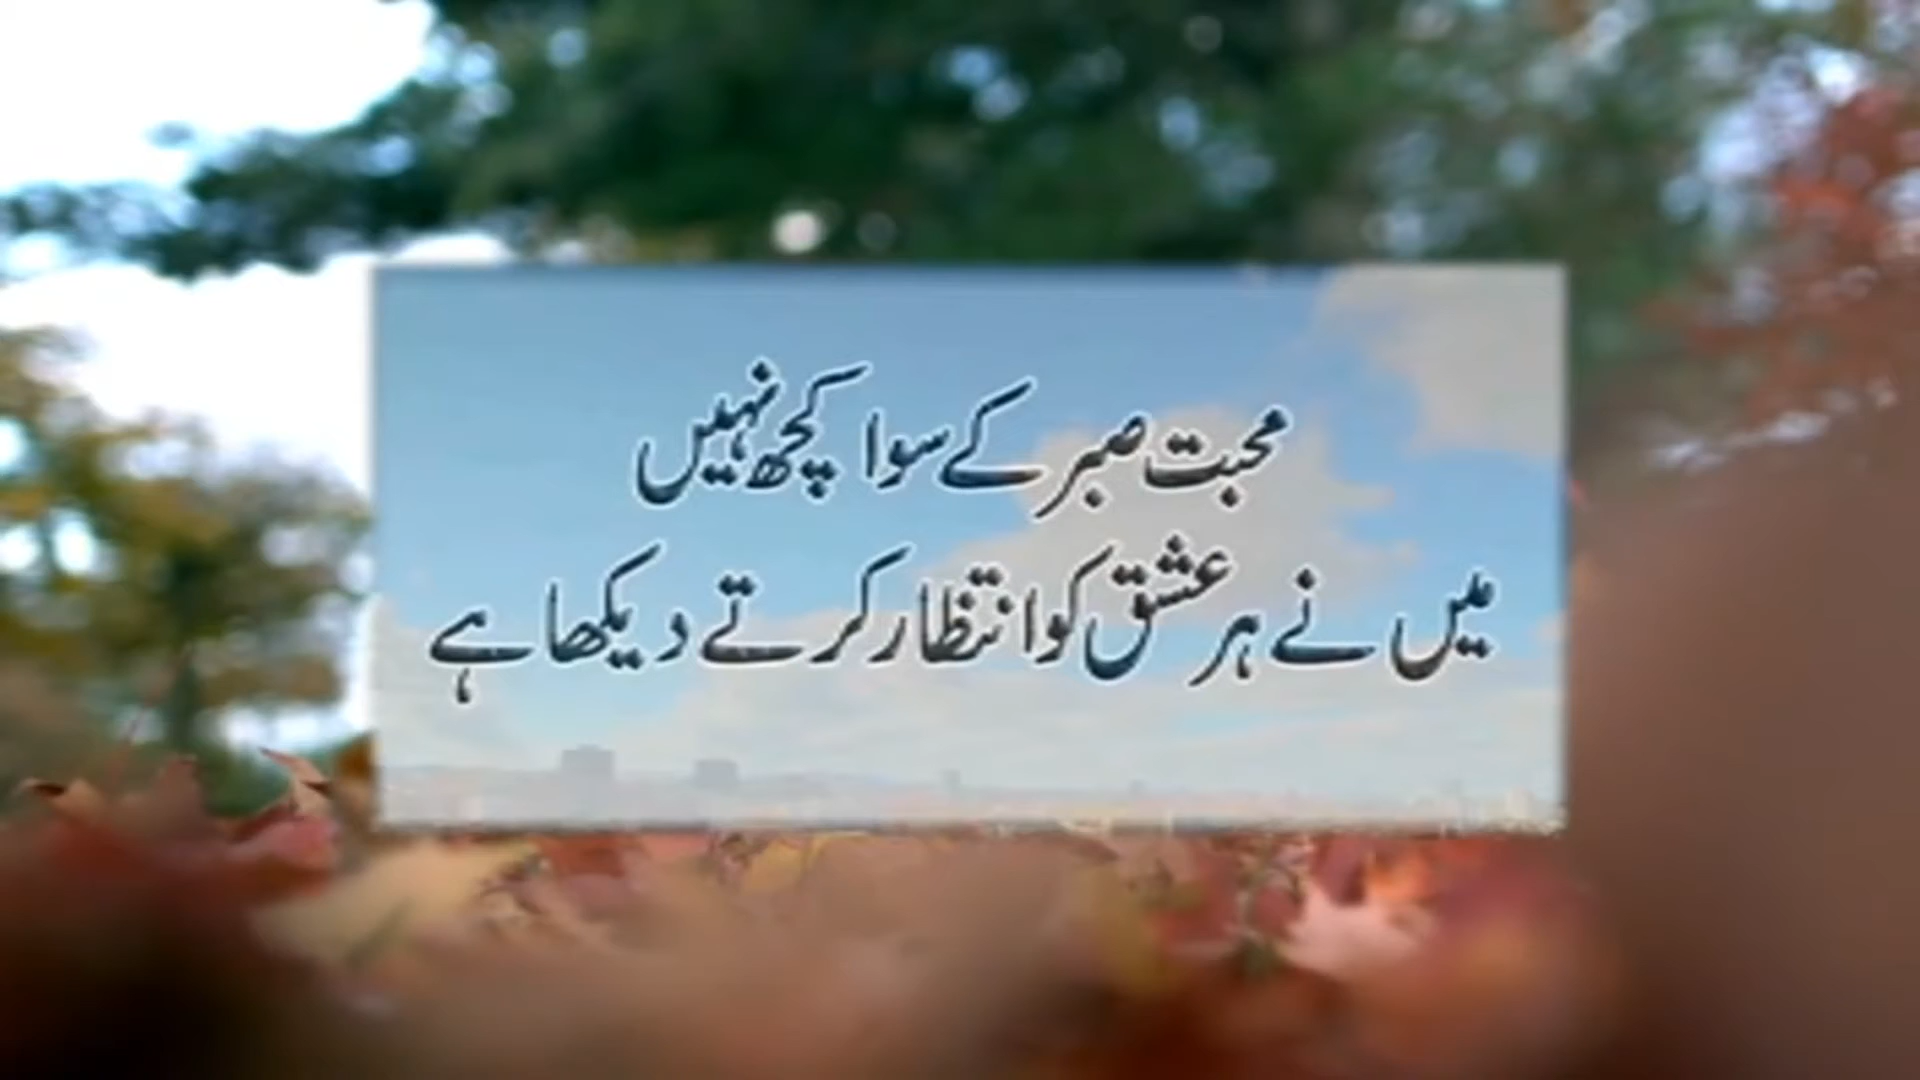 محبت صبر کے سوا کچھ نہیں
میں نے ہر عشق کو انتظار کرتے دیکھا ہے